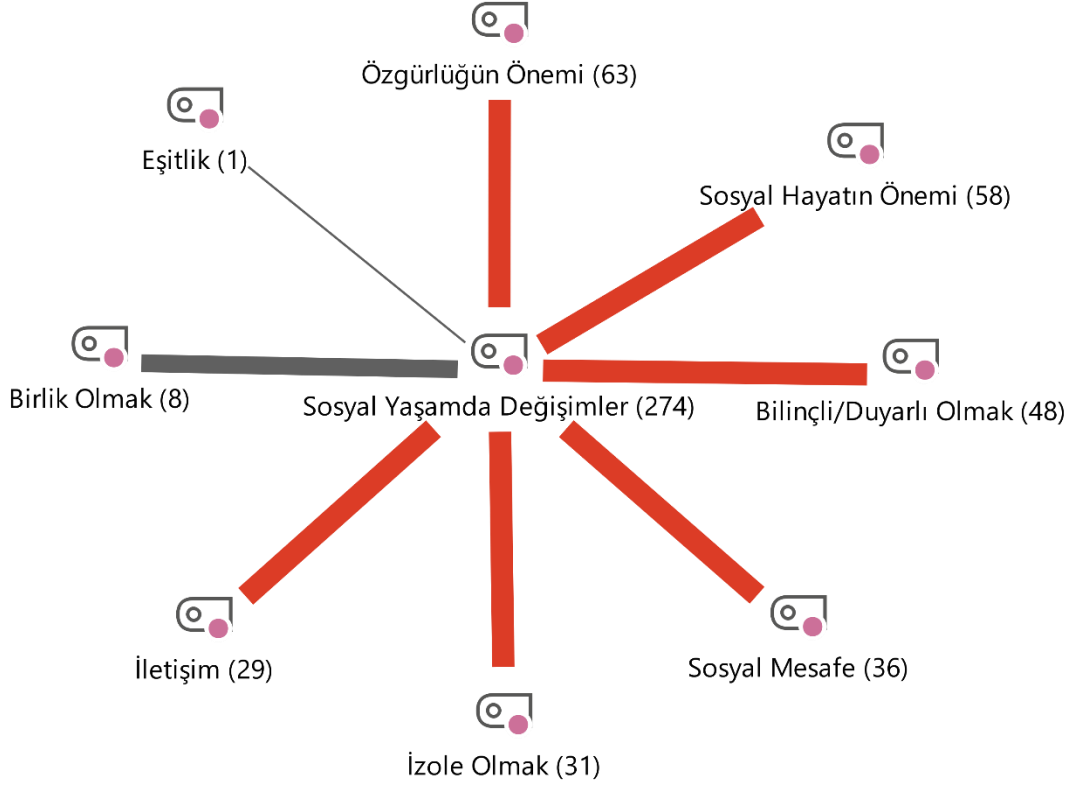 Özgürlüğün Önemi (63)
Eşitlik (1)
Sosyal Hayatın Önemi (58)
Birlik Olmak (8)
Sosyal Yaşamda Değişimler (274)
Bilinçli/Duyarlı Olmak (48)
İletişim (29)
Sosyal Mesafe (36)
İzole Olmak (31)